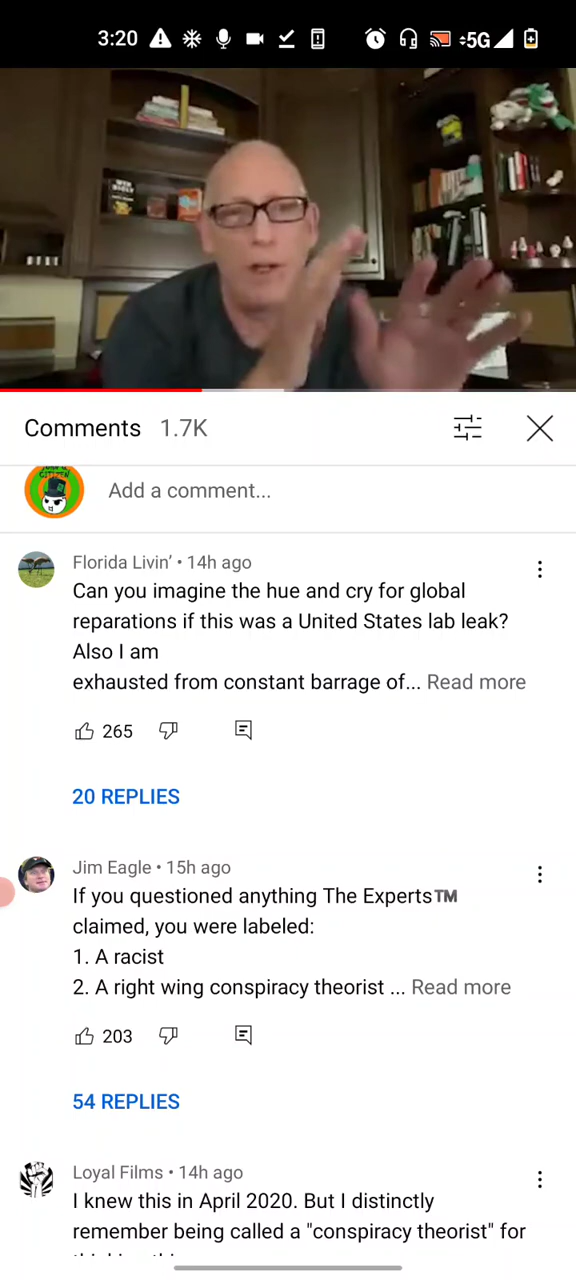 3:20
5G
Comments 1.7K
Add a comment...
Florida Livin’ • 14h ago
Can you imagine the hue and cry for global
reparations if this was a United States lab leak?
Also I am
exhausted from constant barrage of... Read more
265
20 REPLIES
Jim Eagle • 15h ago
If you questioned anything The Experts™
claimed, you were labeled:
1. A racist
2. A right wing conspiracy theorist ... Read more
203
54 REPLIES
Loyal Films • 14h ago
I knew this in April 2020. But I distinctly
remember being called a "conspiracy theorist" for